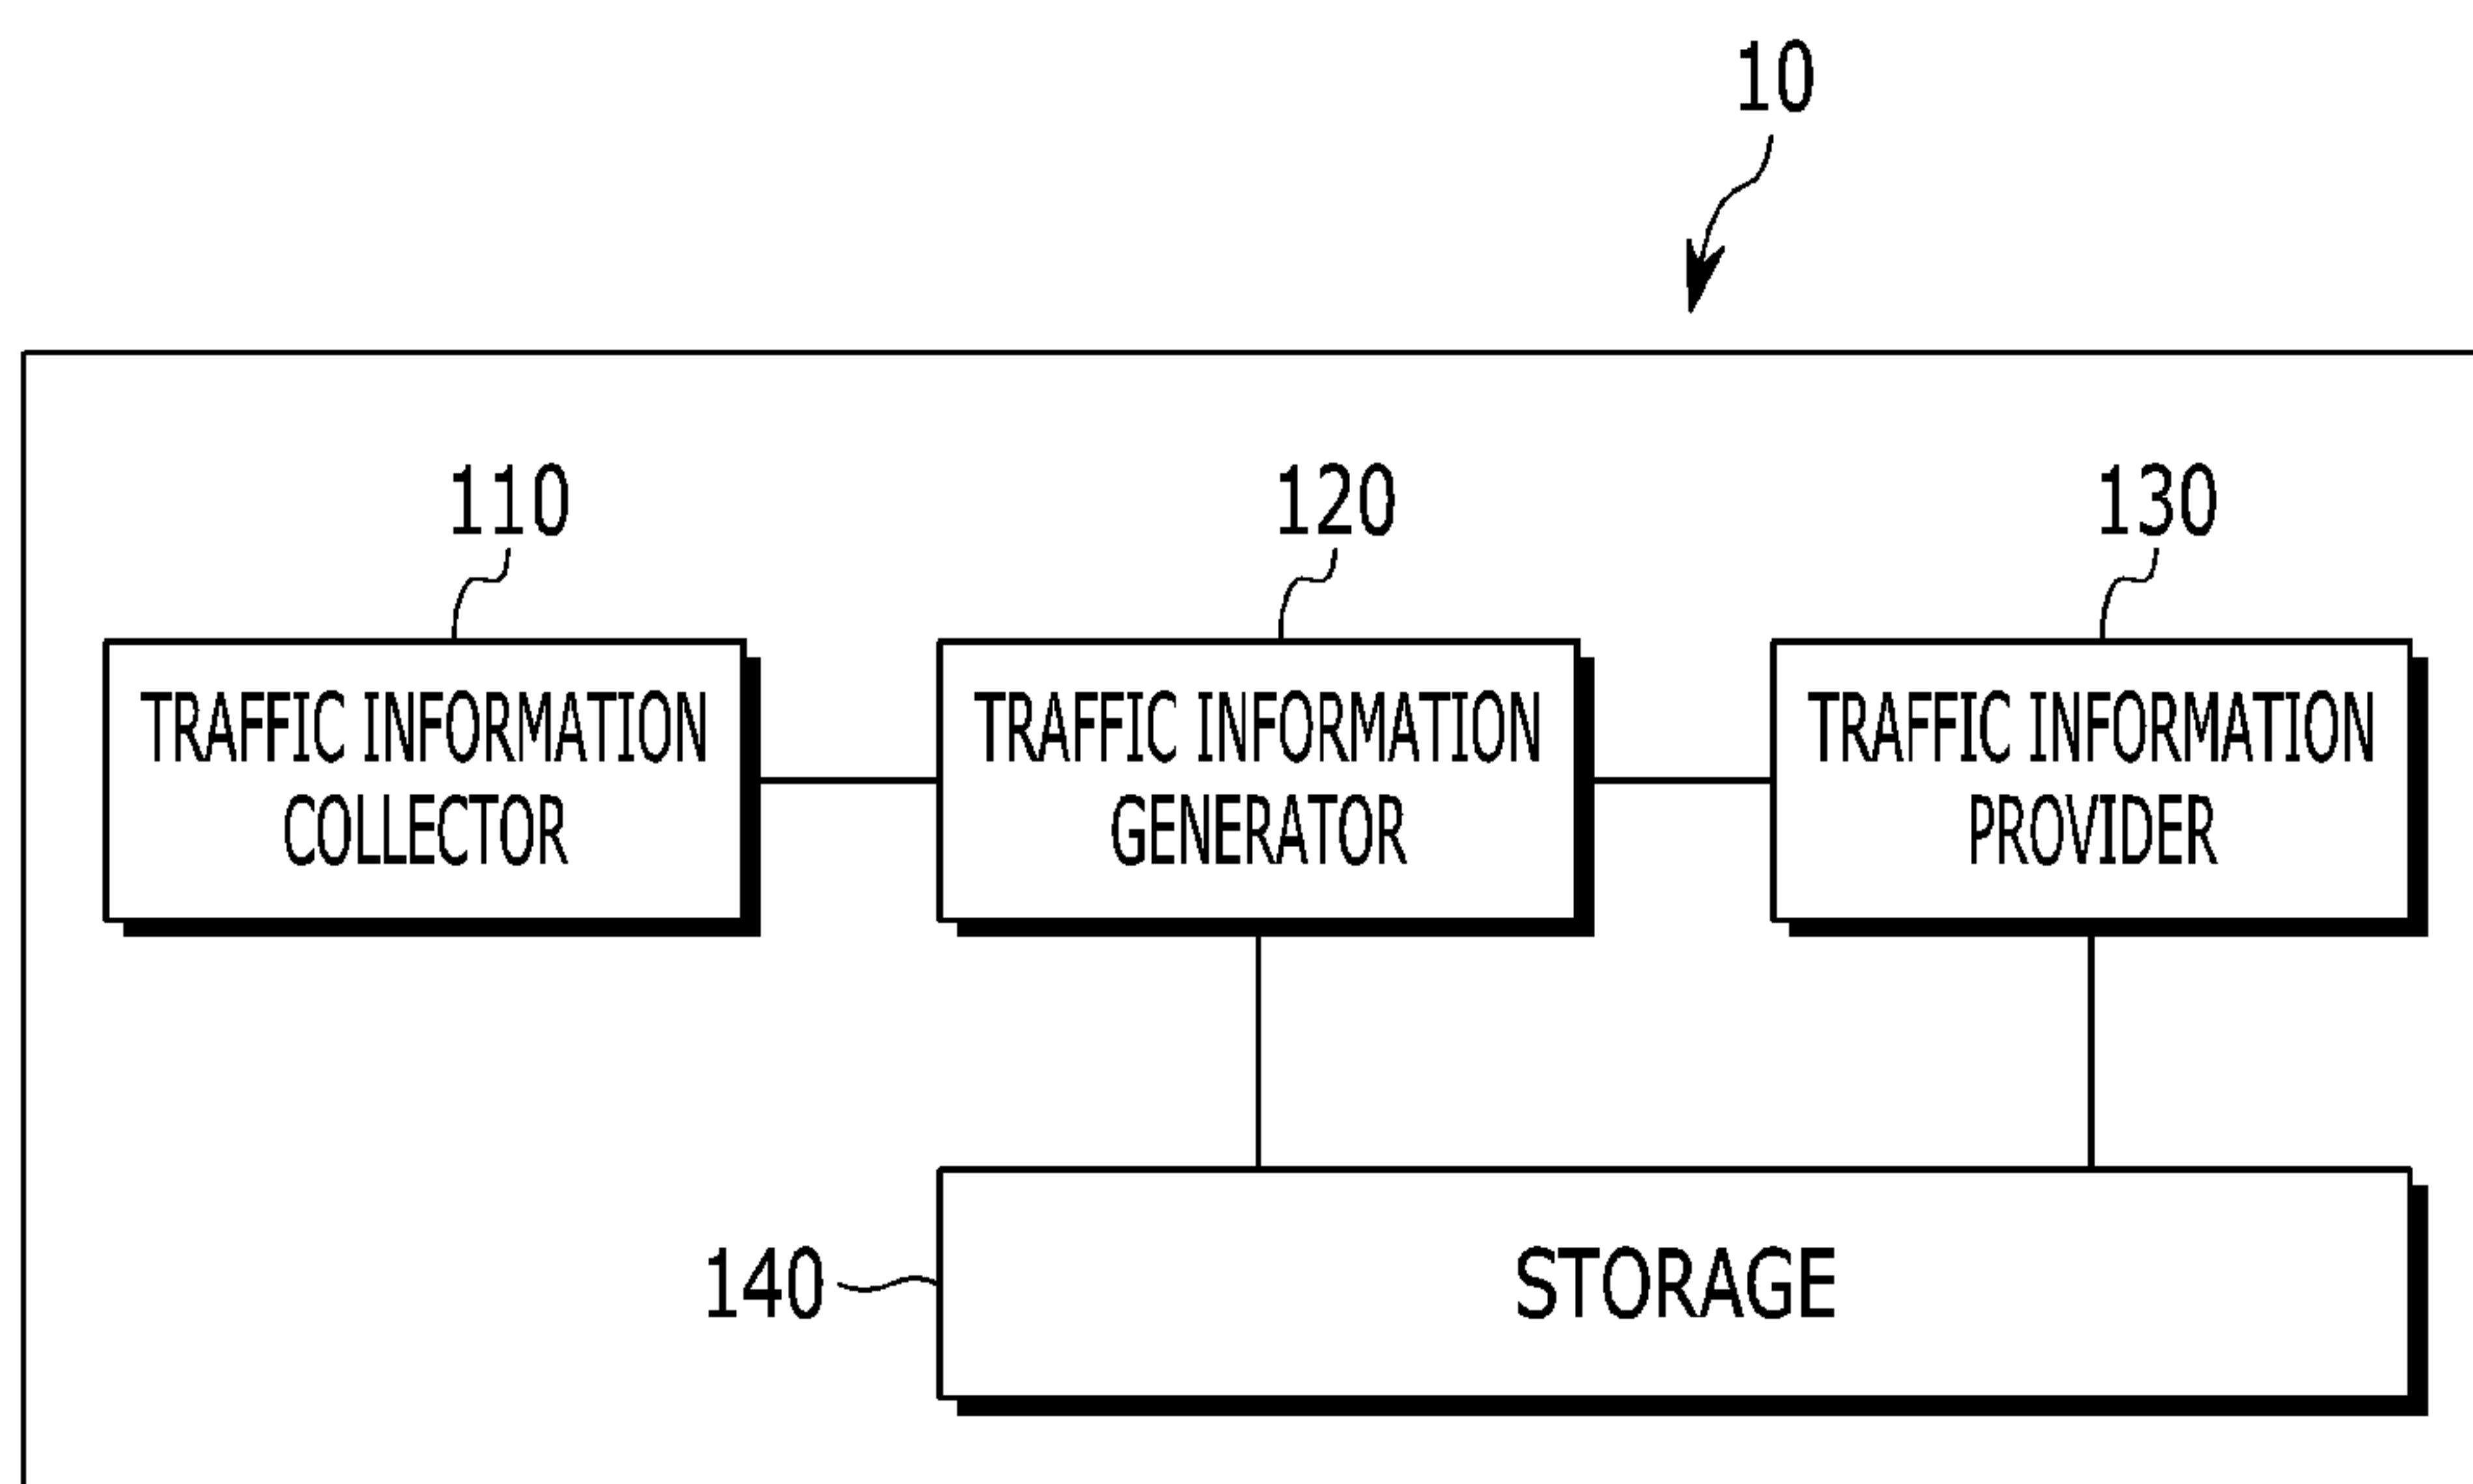 10
110
120
130
TRAFFIC INFORMATION
COLLECTOR
TRAFFIC INFORMATION
GENERATOR
TRAFFIC INFORMATION
PROVIDER
140
STORAGE